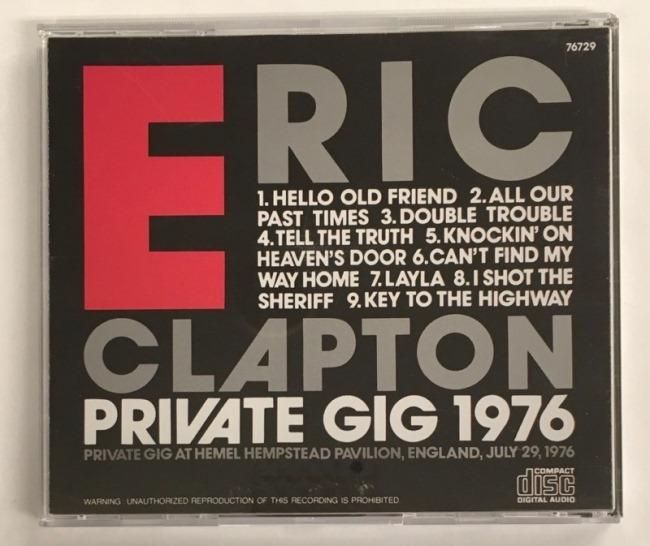 76729
ERIC
1. HELLO OLD FRIEND 2. ALL OUR
PAST TIMES 3. DOUBLE TROUBLE
4. TELL THE TRUTH 5. KNOCKIN' ON
HEAVEN'S DOOR 6. CAN'T FIND MY
WAY HOME 7. LAYLA 8. I SHOT THE
SHERIFF 9. KEY TO THE HIGHWAY
CLAPTON
PRIVATE GIG 1976
PRIVATE GIG AT HEMEL HEMPSTEAD PAVILION, ENGLAND, JULY 29, 1976
COMPACT
disc
DIGITAL AUDIO
WARNING : UNAUTHORIZED REPRODUCTION OF THIS RECORDING IS PROHIBITED